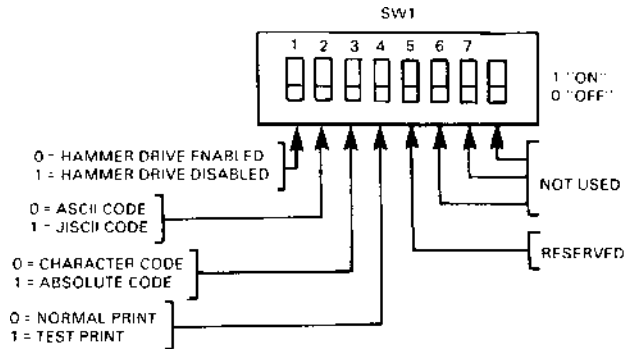 SW1
1 2 3 4 5 6 7
1 "ON"
0 "OFF"
0 = HAMMER DRIVE ENABLED
1 = HAMMER DRIVE DISABLED
NOT USED
0 = ASCII CODE
1 = JISCII CODE
RESERVED
0 = CHARACTER CODE
1 = ABSOLUTE CODE
0 = NORMAL PRINT
1 = TEST PRINT